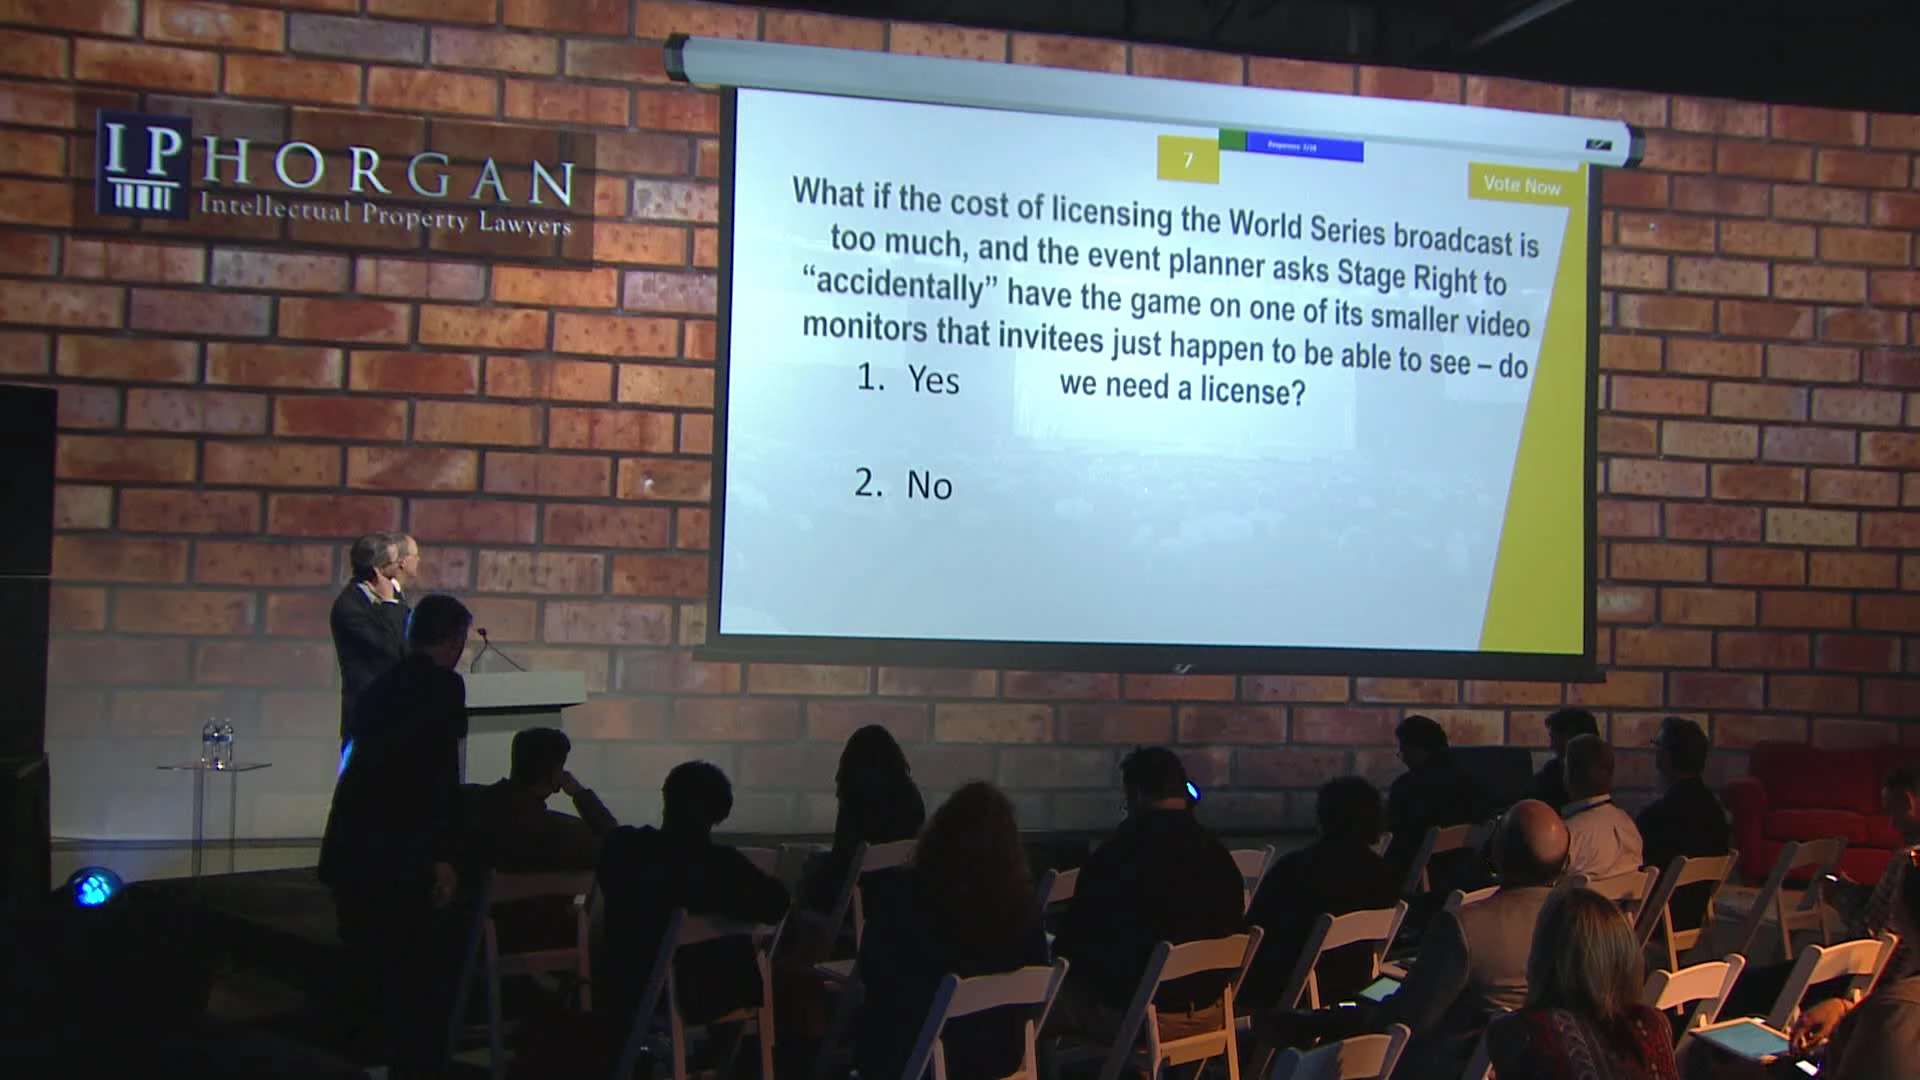 IPHORGAN
Intellectual Property Lawyers
7
Vote Now
What if the cost of licensing the World Series broadcast is
too much, and the event planner asks Stage Right to
“accidentally” have the game on one of its smaller video
monitors that invitees just happen to be able to see – do
we need a license?
1. Yes
2. No